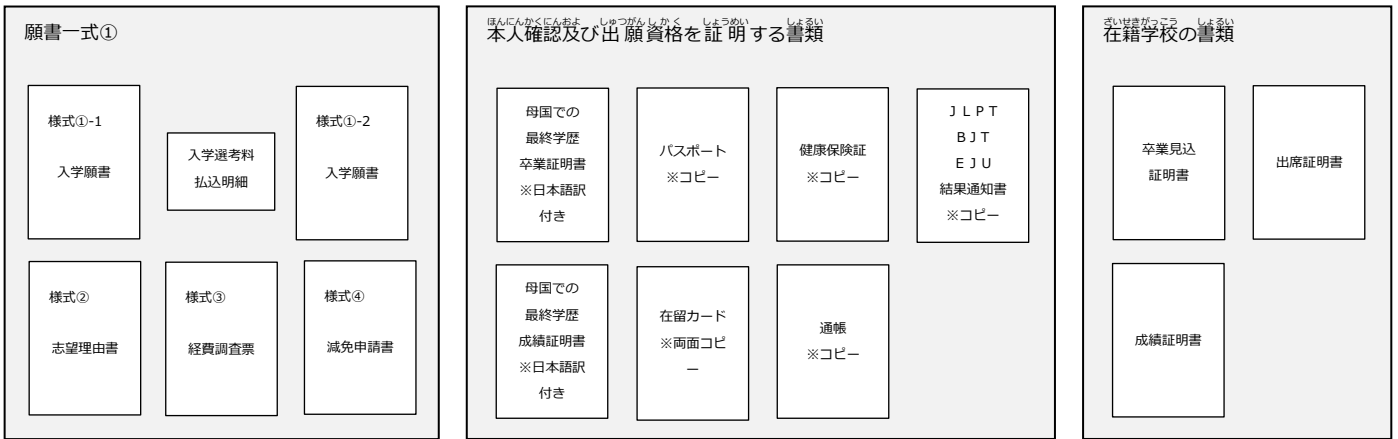 願書一式①
様式①-1
入学願書
入学選考料
払込明細
様式①-2
入学願書
様式②
志望理由書
様式③
経費調査票
様式④
減免申請書
ほんにんかくにんおよ しゅつがんしかく しょうめい しょるい
本人確認及び出願資格を証明する書類
母国での
最終学歴
卒業証明書
※日本語訳
付き
パスポート
※コピー
健康保険証
※コピー
ＪＬＰＴ
ＢＪＴ
ＥＪＵ
結果通知書
※コピー
母国での
最終学歴
成績証明書
※日本語訳
付き
在留カード
※両面コピ
ー
通帳
※コピー
ざいせきがっこう しょるい
在籍学校の書類
卒業見込
証明書
出席証明書
成績証明書